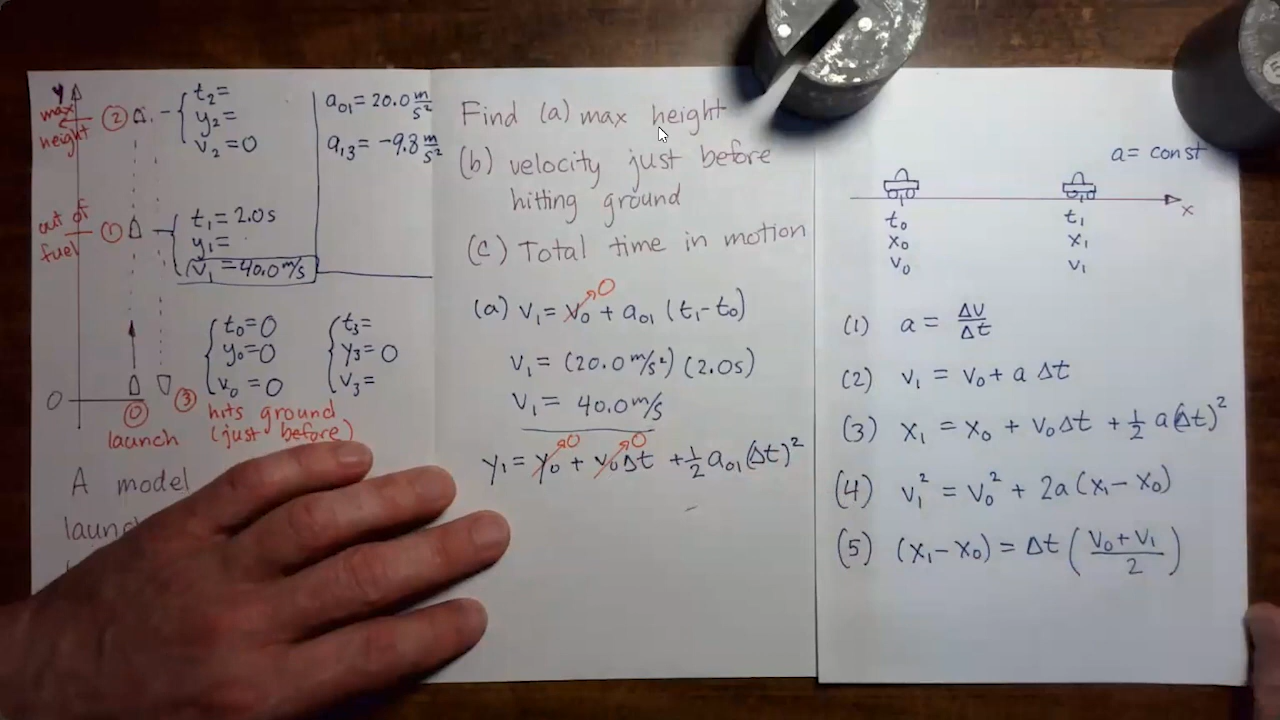 y
max
height
②
t₂=
y₂=
v₂=0
a₀₁=20.0 m/s²
a₁₃=-9.8 m/s²
out of
fuel
①
t₁=2.0s
y₁=
v₁=40.0m/s
t₀=0
y₀=0
v₀=0
t₃=
y₃=0
v₃=
0
⓪
③ hits ground
(just before)
launch
A model
launc
Find (a) max height
(b) velocity just before
hitting ground
(c) Total time in motion
(a) v₁ = v₀ ↗0 + a₀₁ (t₁-t₀)
v₁ = (20.0 m/s²) (2.0s)
v₁ = 40.0 m/s
y₁ = y₀ ↗0 + v₀Δt ↗0 + ½ a₀₁ (Δt)²
a = const
x
t₀
x₀
v₀
t₁
x₁
v₁
(1) a = Δv/Δt
(2) v₁ = v₀ + a Δt
(3) x₁ = x₀ + v₀Δt + ½ a(Δt)²
(4) v₁² = v₀² + 2a (x₁ - x₀)
(5) (x₁ - x₀) = Δt ( (v₀ + v₁)/2 )